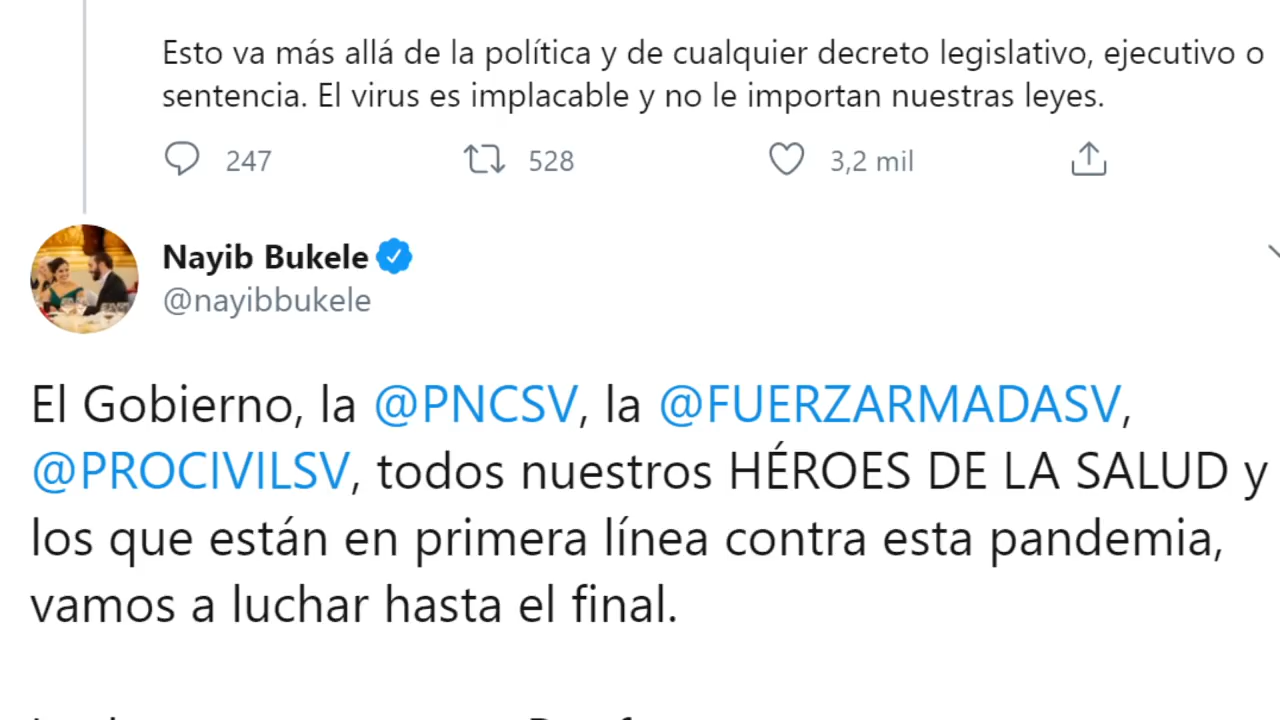 Esto va más allá de la política y de cualquier decreto legislativo, ejecutivo o
sentencia. El virus es implacable y no le importan nuestras leyes.
247 528 3,2 mil
Nayib Bukele
@nayibbukele
El Gobierno, la @PNCSV, la @FUERZARMADASV,
@PROCIVILSV, todos nuestros HÉROES DE LA SALUD y
los que están en primera línea contra esta pandemia,
vamos a luchar hasta el final.